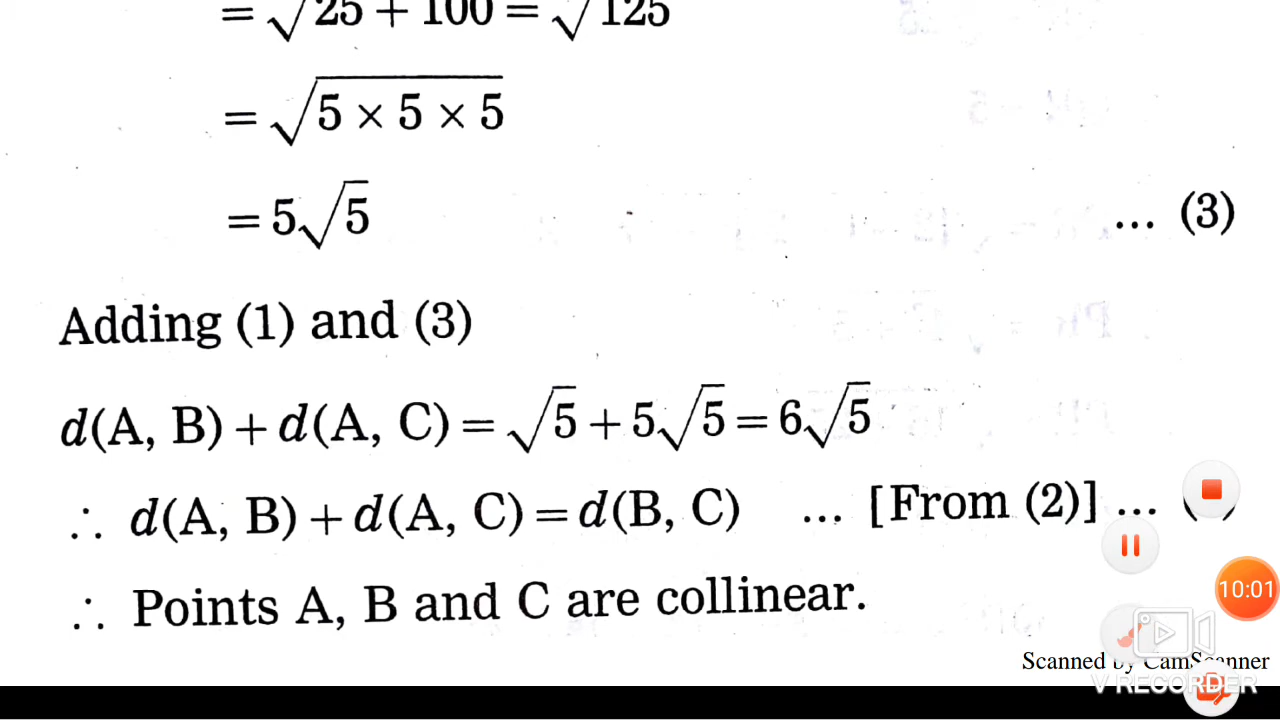 = √25 + 100 = √125
= √5 × 5 × 5
= 5√5 ... (3)
Adding (1) and (3)
d(A, B) + d(A, C) = √5 + 5√5 = 6√5
∴ d(A, B) + d(A, C) = d(B, C) ... [From (2)] ...
∴ Points A, B and C are collinear.
10:01
Scanned by CamScanner
V RECORDER